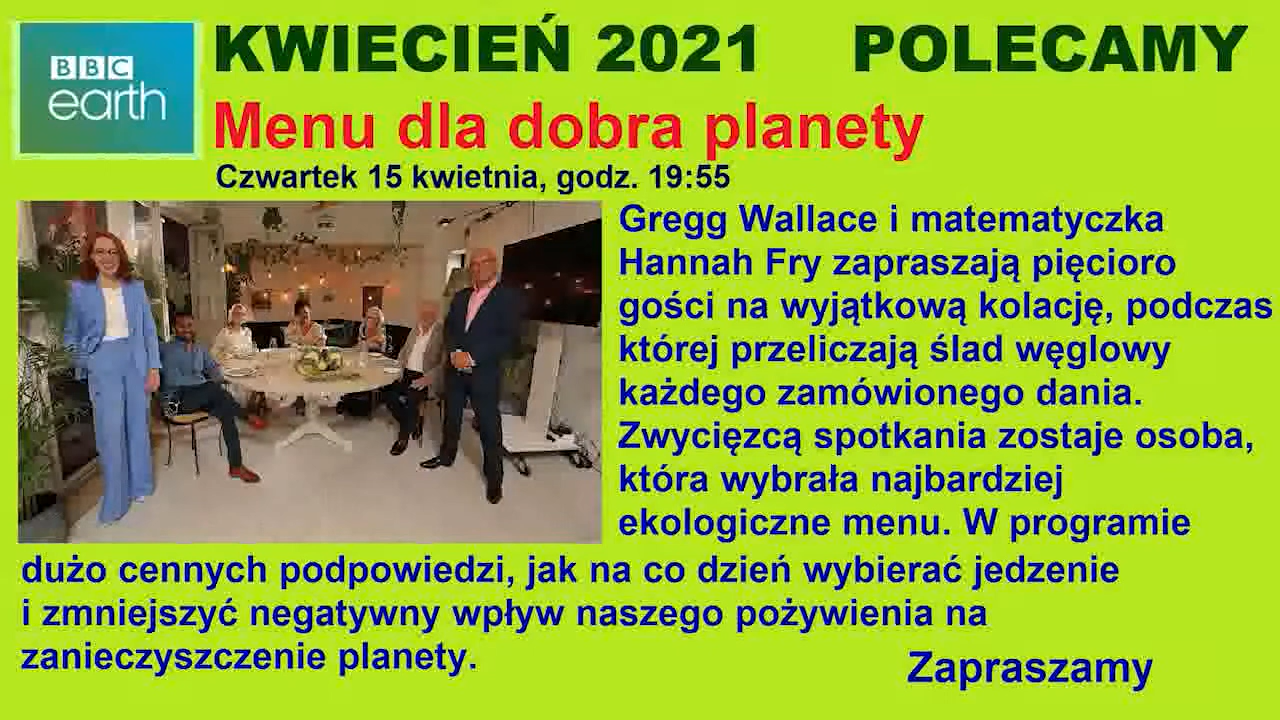 BBC
earth
KWIECIEŃ 2021 POLECAMY
Menu dla dobra planety
Czwartek 15 kwietnia, godz. 19:55
Gregg Wallace i matematyczka
Hannah Fry zapraszają pięcioro
gości na wyjątkową kolację, podczas
której przeliczają ślad węglowy
każdego zamówionego dania.
Zwycięzcą spotkania zostaje osoba,
która wybrała najbardziej
ekologiczne menu. W programie
dużo cennych podpowiedzi, jak na co dzień wybierać jedzenie
i zmniejszyć negatywny wpływ naszego pożywienia na
zanieczyszczenie planety.
Zapraszamy